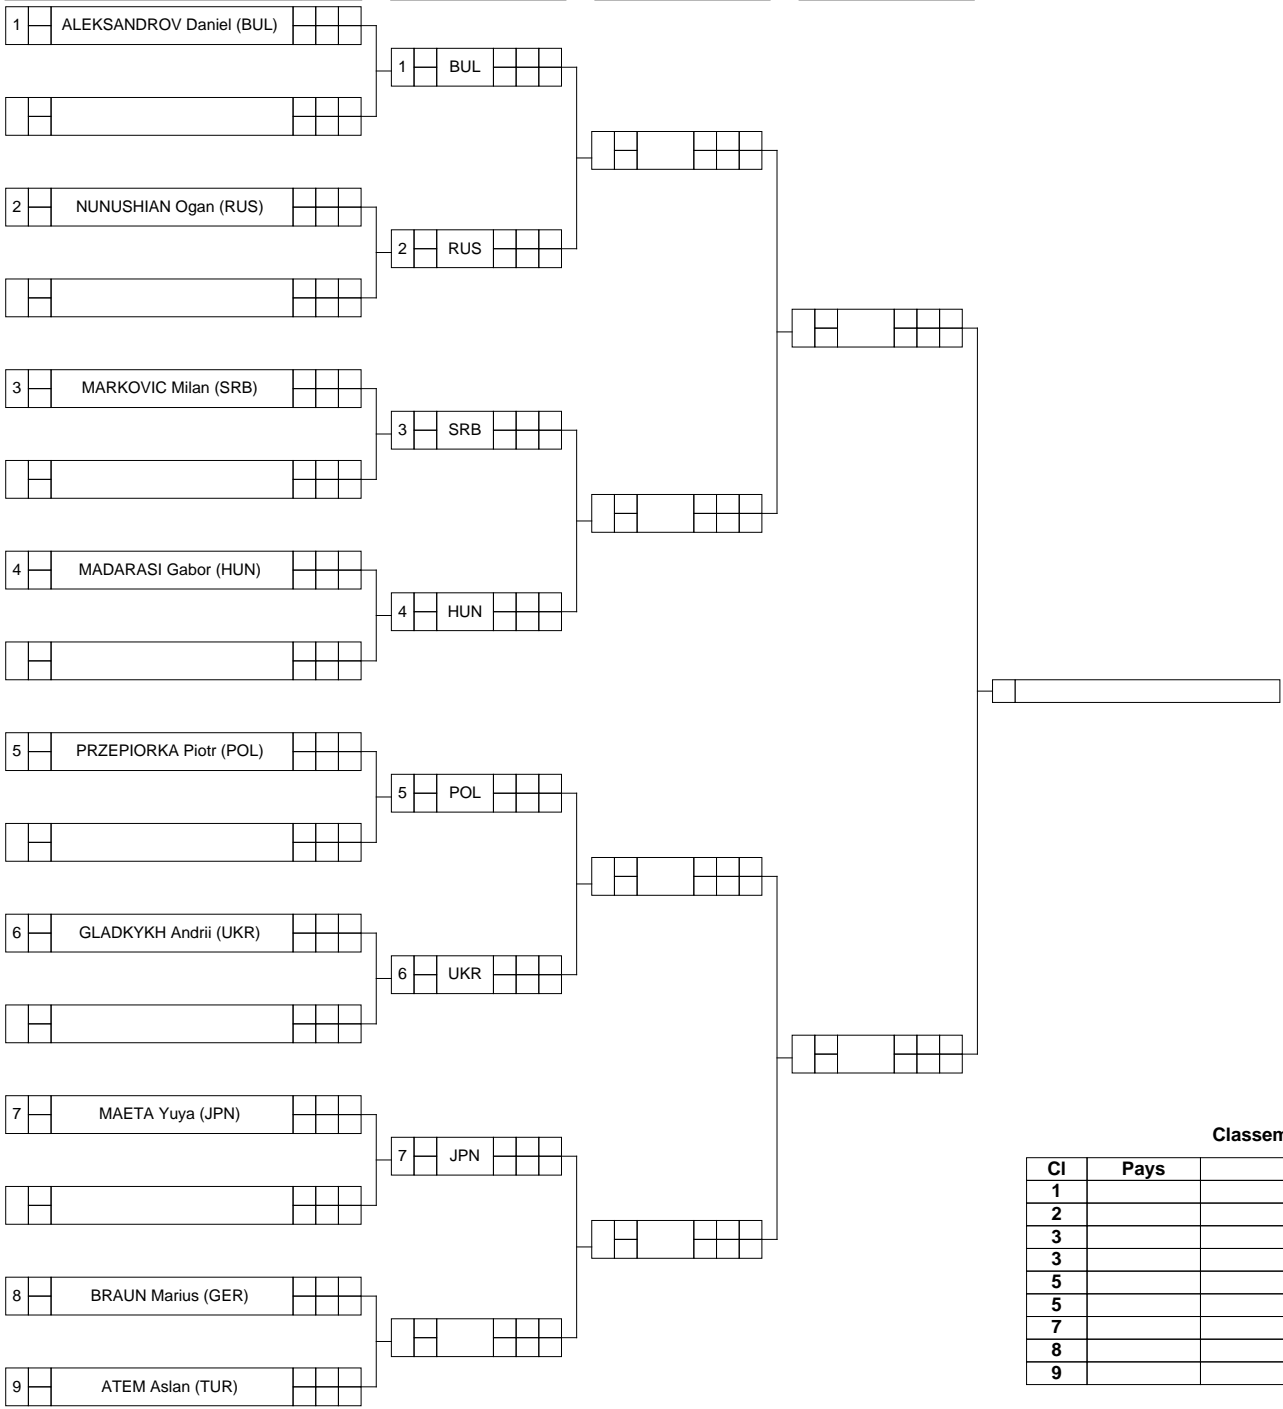 1 ALEKSANDROV Daniel (BUL)
1 BUL
2 NUNUSHIAN Ogan (RUS)
2 RUS
3 MARKOVIC Milan (SRB)
3 SRB
4 MADARASI Gabor (HUN)
4 HUN
5 PRZEPIORKA Piotr (POL)
5 POL
6 GLADKYKH Andrii (UKR)
6 UKR
7 MAETA Yuya (JPN)
7 JPN
8 BRAUN Marius (GER)
9 ATEM Aslan (TUR)
Classem
Cl Pays
1
2
3
3
5
5
7
8
9